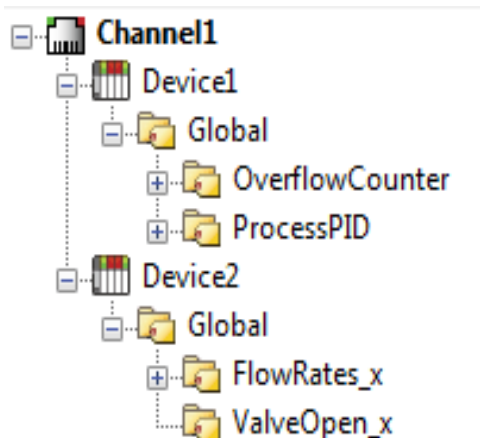 Channel1
Device1
Global
OverflowCounter
ProcessPID
Device2
Global
FlowRates_x
ValveOpen_x